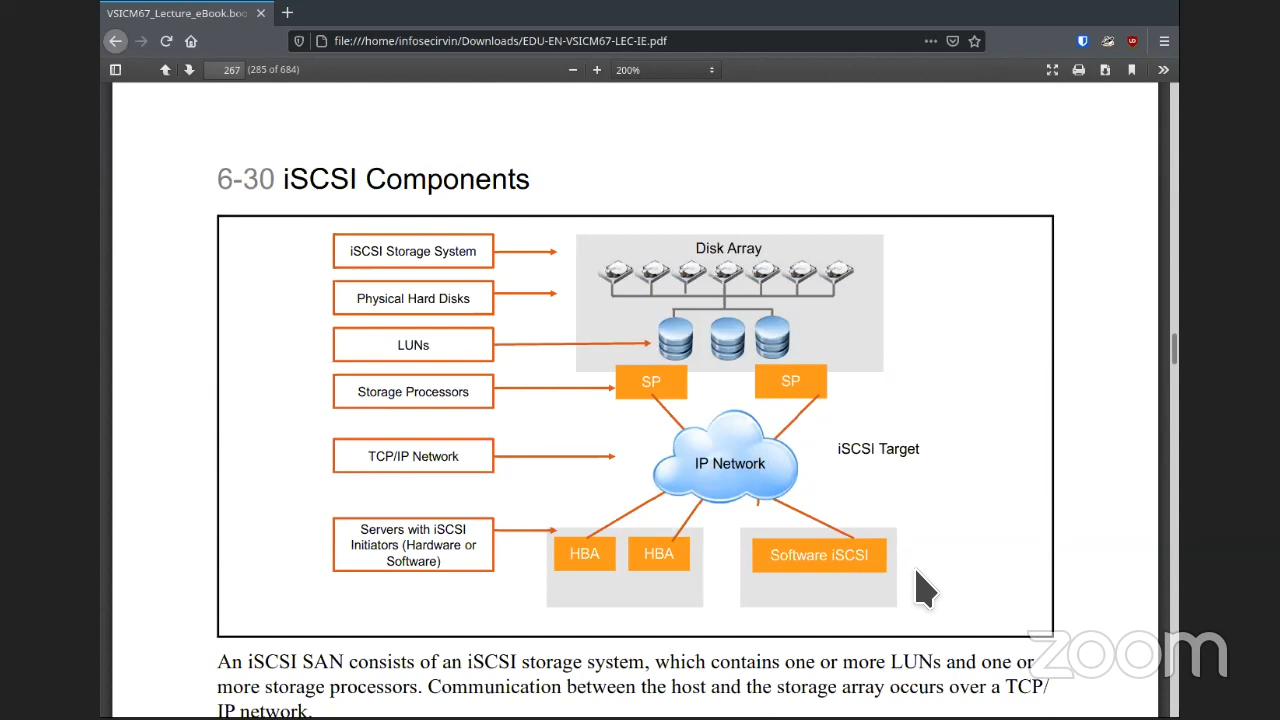 VSICM67_Lecture_eBook.boo
file:///home/infosecirvin/Downloads/EDU-EN-VSICM67-LEC-IE.pdf
267 (285 of 684)
200%
6-30 iSCSI Components
iSCSI Storage System
Disk Array
Physical Hard Disks
LUNs
Storage Processors
SP
SP
TCP/IP Network
IP Network
iSCSI Target
Servers with iSCSI
Initiators (Hardware or
Software)
HBA
HBA
Software iSCSI
An iSCSI SAN consists of an iSCSI storage system, which contains one or more LUNs and one or
more storage processors. Communication between the host and the storage array occurs over a TCP/
IP network.
zoom